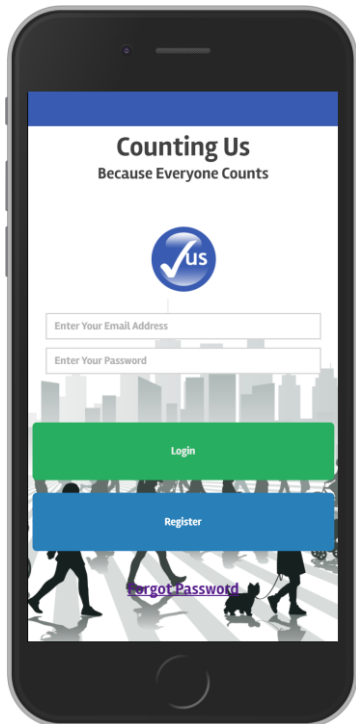 Counting Us
Because Everyone Counts
us
Enter Your Email Address
Enter Your Password
Login
Register
Forgot Password